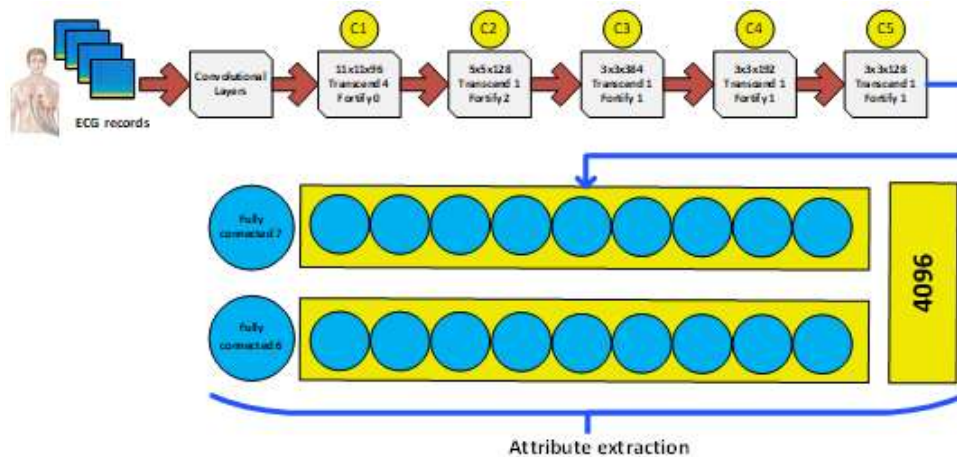 C1
C2
C3
C4
C5
Convolutional
Layers
11x11x96
Transcend 4
Fortify 0
5x5x128
Transcend 1
Fortify 2
3x3x384
Transcend 1
Fortify 1
3x3x192
Transcend 1
Fortify 1
3x3x128
Transcend 1
Fortify 1
ECG records
Fully
connected 7
Fully
connected 6
4096
Attribute extraction